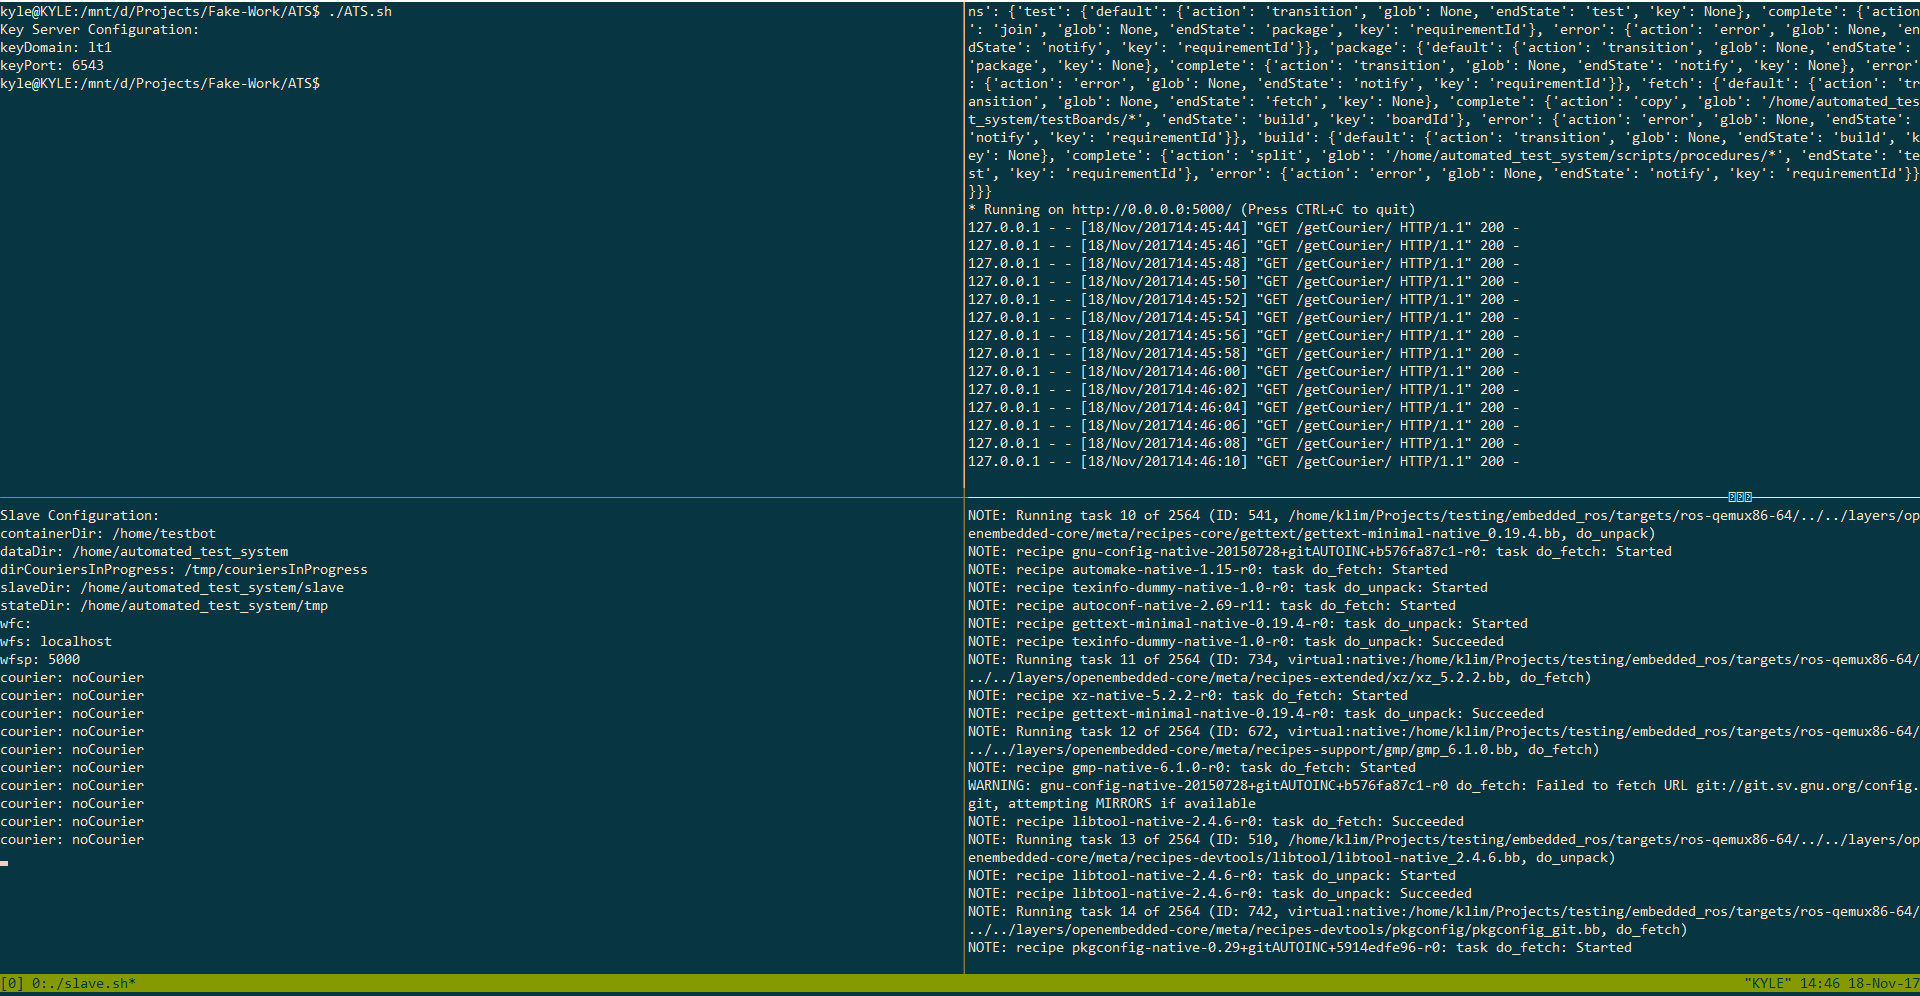 kyle@KYLE:/mnt/d/Projects/Fake-Work/ATS$ ./ATS.sh
Key Server Configuration:
keyDomain: lt1
keyPort: 6543
kyle@KYLE:/mnt/d/Projects/Fake-Work/ATS$
ns': {'test': {'default': {'action': 'transition', 'glob': None, 'endState': 'test', 'key': None}, 'complete': {'action
': 'join', 'glob': None, 'endState': 'package', 'key': 'requirementId'}, 'error': {'action': 'error', 'glob': None, 'en
dState': 'notify', 'key': 'requirementId'}}, 'package': {'default': {'action': 'transition', 'glob': None, 'endState':
'package', 'key': None}, 'complete': {'action': 'transition', 'glob': None, 'endState': 'notify', 'key': None}, 'error'
: {'action': 'error', 'glob': None, 'endState': 'notify', 'key': 'requirementId'}}, 'fetch': {'default': {'action': 'tr
ansition', 'glob': None, 'endState': 'fetch', 'key': None}, 'complete': {'action': 'copy', 'glob': '/home/automated_tes
t_system/testBoards/*', 'endState': 'build', 'key': 'boardId'}, 'error': {'action': 'error', 'glob': None, 'endState':
'notify', 'key': 'requirementId'}}, 'build': {'default': {'action': 'transition', 'glob': None, 'endState': 'build', 'k
ey': None}, 'complete': {'action': 'split', 'glob': '/home/automated_test_system/scripts/procedures/*', 'endState': 'te
st', 'key': 'requirementId'}, 'error': {'action': 'error', 'glob': None, 'endState': 'notify', 'key': 'requirementId'}}
}}}
* Running on http://0.0.0.0:5000/ (Press CTRL+C to quit)
127.0.0.1 - - [18/Nov/201714:45:44] "GET /getCourier/ HTTP/1.1" 200 -
127.0.0.1 - - [18/Nov/201714:45:46] "GET /getCourier/ HTTP/1.1" 200 -
127.0.0.1 - - [18/Nov/201714:45:48] "GET /getCourier/ HTTP/1.1" 200 -
127.0.0.1 - - [18/Nov/201714:45:50] "GET /getCourier/ HTTP/1.1" 200 -
127.0.0.1 - - [18/Nov/201714:45:52] "GET /getCourier/ HTTP/1.1" 200 -
127.0.0.1 - - [18/Nov/201714:45:54] "GET /getCourier/ HTTP/1.1" 200 -
127.0.0.1 - - [18/Nov/201714:45:56] "GET /getCourier/ HTTP/1.1" 200 -
127.0.0.1 - - [18/Nov/201714:45:58] "GET /getCourier/ HTTP/1.1" 200 -
127.0.0.1 - - [18/Nov/201714:46:00] "GET /getCourier/ HTTP/1.1" 200 -
127.0.0.1 - - [18/Nov/201714:46:02] "GET /getCourier/ HTTP/1.1" 200 -
127.0.0.1 - - [18/Nov/201714:46:04] "GET /getCourier/ HTTP/1.1" 200 -
127.0.0.1 - - [18/Nov/201714:46:06] "GET /getCourier/ HTTP/1.1" 200 -
127.0.0.1 - - [18/Nov/201714:46:08] "GET /getCourier/ HTTP/1.1" 200 -
127.0.0.1 - - [18/Nov/201714:46:10] "GET /getCourier/ HTTP/1.1" 200 -
Slave Configuration:
containerDir: /home/testbot
dataDir: /home/automated_test_system
dirCouriersInProgress: /tmp/couriersInProgress
slaveDir: /home/automated_test_system/slave
stateDir: /home/automated_test_system/tmp
wfc:
wfs: localhost
wfsp: 5000
courier: noCourier
courier: noCourier
courier: noCourier
courier: noCourier
courier: noCourier
courier: noCourier
courier: noCourier
courier: noCourier
courier: noCourier
courier: noCourier
NOTE: Running task 10 of 2564 (ID: 541, /home/klim/Projects/testing/embedded_ros/targets/ros-qemux86-64/../../layers/op
enembedded-core/meta/recipes-core/gettext/gettext-minimal-native_0.19.4.bb, do_unpack)
NOTE: recipe gnu-config-native-20150728+gitAUTOINC+b576fa87c1-r0: task do_fetch: Started
NOTE: recipe automake-native-1.15-r0: task do_fetch: Started
NOTE: recipe texinfo-dummy-native-1.0-r0: task do_unpack: Started
NOTE: recipe autoconf-native-2.69-r11: task do_fetch: Started
NOTE: recipe gettext-minimal-native-0.19.4-r0: task do_unpack: Started
NOTE: recipe texinfo-dummy-native-1.0-r0: task do_unpack: Succeeded
NOTE: Running task 11 of 2564 (ID: 734, virtual:native:/home/klim/Projects/testing/embedded_ros/targets/ros-qemux86-64/
../../layers/openembedded-core/meta/recipes-extended/xz/xz_5.2.2.bb, do_fetch)
NOTE: recipe xz-native-5.2.2-r0: task do_fetch: Started
NOTE: recipe gettext-minimal-native-0.19.4-r0: task do_unpack: Succeeded
NOTE: Running task 12 of 2564 (ID: 672, virtual:native:/home/klim/Projects/testing/embedded_ros/targets/ros-qemux86-64/
../../layers/openembedded-core/meta/recipes-support/gmp/gmp_6.1.0.bb, do_fetch)
NOTE: recipe gmp-native-6.1.0-r0: task do_fetch: Started
WARNING: gnu-config-native-20150728+gitAUTOINC+b576fa87c1-r0 do_fetch: Failed to fetch URL git://git.sv.gnu.org/config.
git, attempting MIRRORS if available
NOTE: recipe libtool-native-2.4.6-r0: task do_fetch: Succeeded
NOTE: Running task 13 of 2564 (ID: 510, /home/klim/Projects/testing/embedded_ros/targets/ros-qemux86-64/../../layers/op
enembedded-core/meta/recipes-devtools/libtool/libtool-native_2.4.6.bb, do_unpack)
NOTE: recipe libtool-native-2.4.6-r0: task do_unpack: Started
NOTE: recipe libtool-native-2.4.6-r0: task do_unpack: Succeeded
NOTE: Running task 14 of 2564 (ID: 742, virtual:native:/home/klim/Projects/testing/embedded_ros/targets/ros-qemux86-64/
../../layers/openembedded-core/meta/recipes-devtools/pkgconfig/pkgconfig_git.bb, do_fetch)
NOTE: recipe pkgconfig-native-0.29+gitAUTOINC+5914edfe96-r0: task do_fetch: Started
[0] 0:./slave.sh* "KYLE" 14:46 18-Nov-17